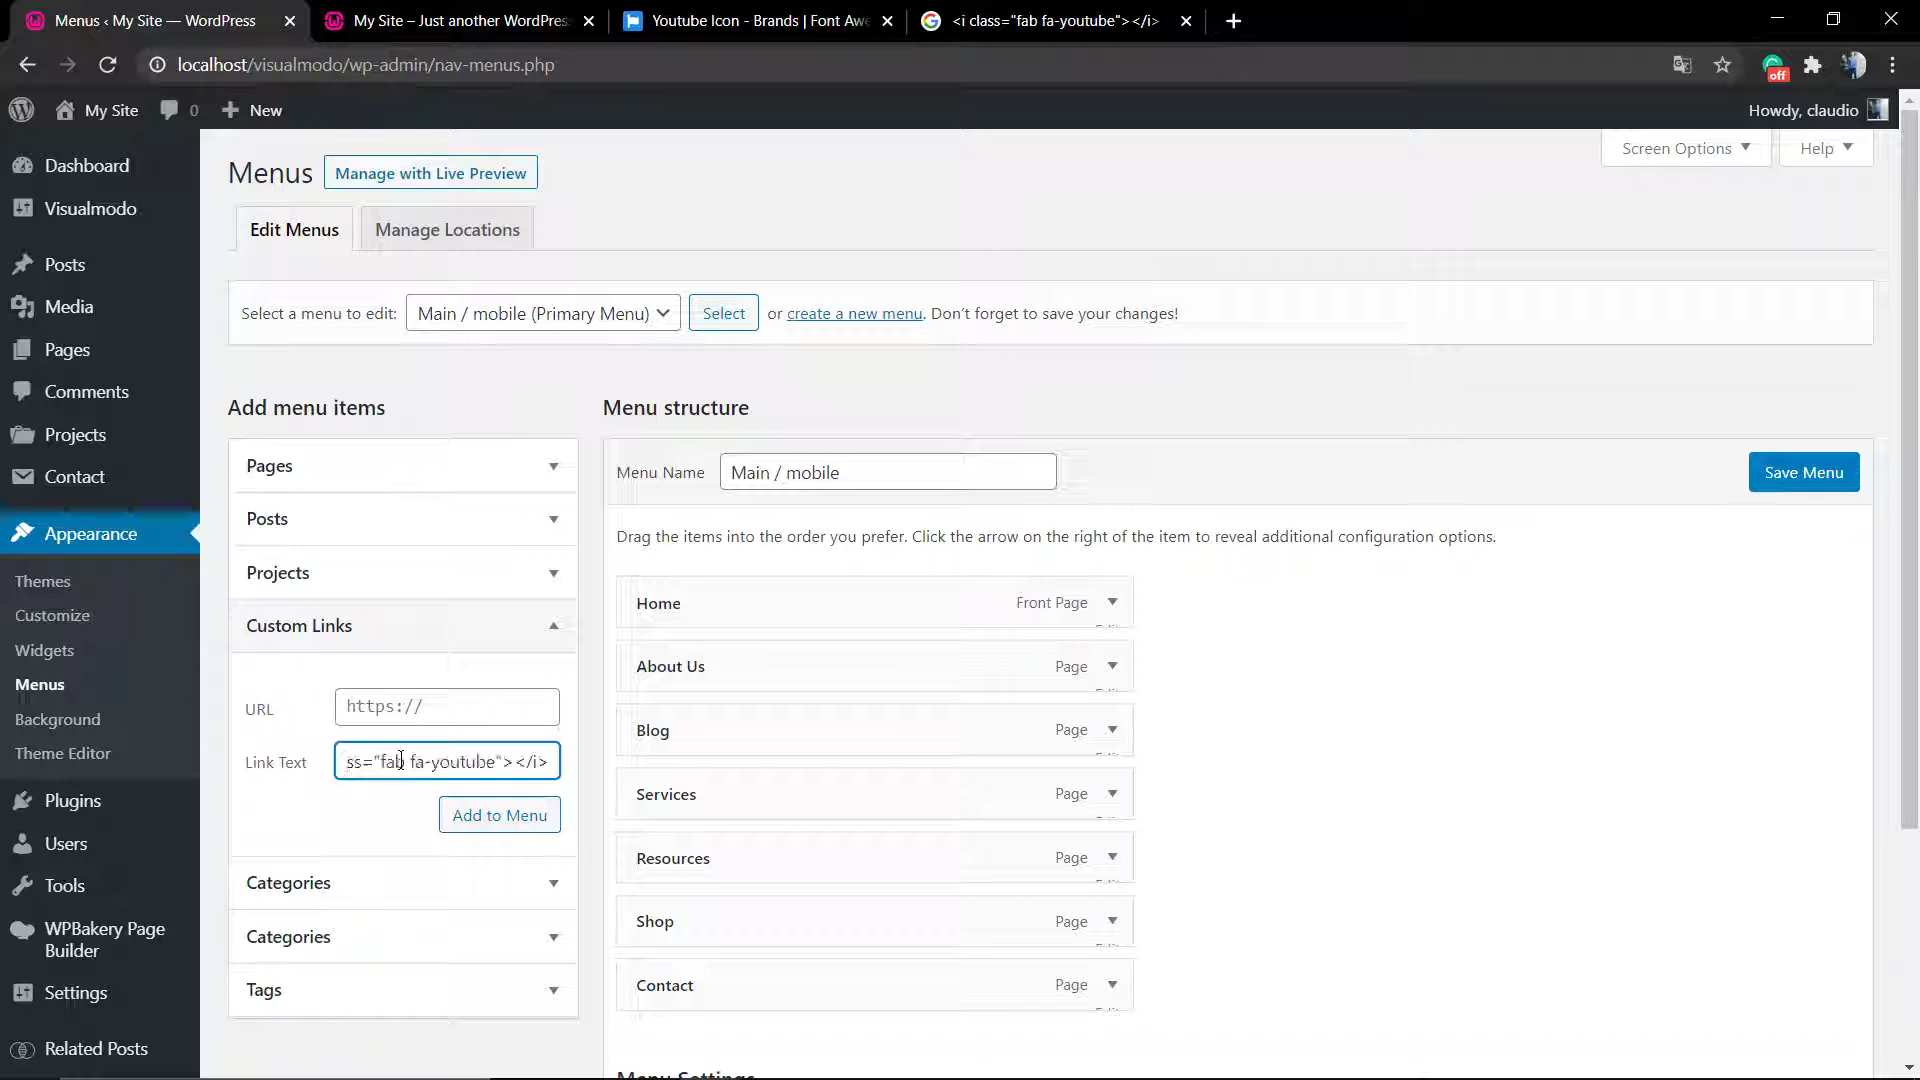 Menus ‹ My Site — WordPress
My Site – Just another WordPres
Youtube Icon - Brands | Font Awe
<i class="fab fa-youtube"></i>
localhost/visualmodo/wp-admin/nav-menus.php
off
My Site
0
New
Howdy, claudio
Dashboard
Visualmodo
Posts
Media
Pages
Comments
Projects
Contact
Appearance
Themes
Customize
Widgets
Menus
Background
Theme Editor
Plugins
Users
Tools
WPBakery Page
Builder
Settings
Related Posts
Screen Options
Help
Menus
Manage with Live Preview
Edit Menus
Manage Locations
Select a menu to edit: Main / mobile (Primary Menu) Select or create a new menu. Don’t forget to save your changes!
Add menu items
Pages
Posts
Projects
Custom Links
URL https://
Link Text ss="fab fa-youtube"></i>
Add to Menu
Categories
Categories
Tags
Menu structure
Menu Name Main / mobile
Save Menu
Drag the items into the order you prefer. Click the arrow on the right of the item to reveal additional configuration options.
Home Front Page
About Us Page
Blog Page
Services Page
Resources Page
Shop Page
Contact Page
Menu Settings